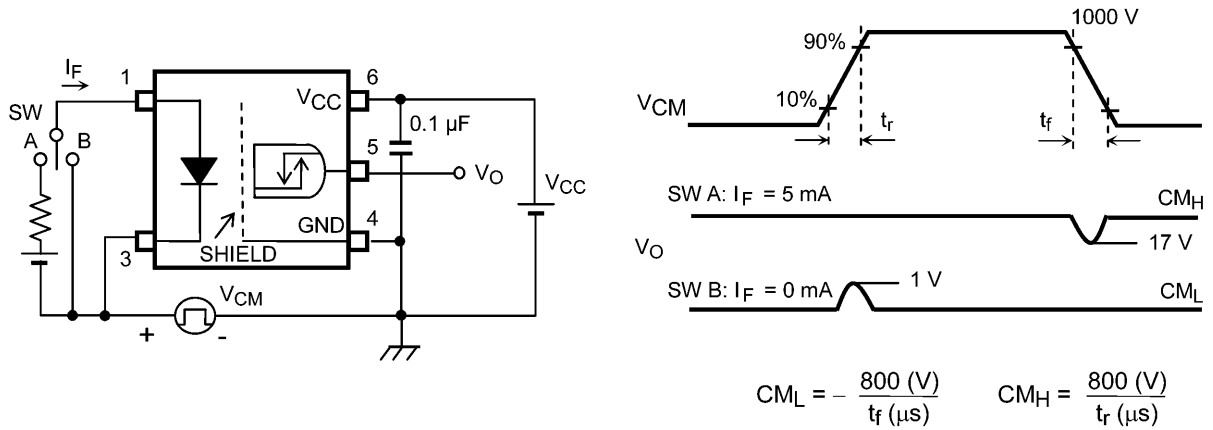 I_F
SW
A
B
1
3
V_CC
GND
SHIELD
6
5
4
0.1 μF
V_O
V_CC
V_CM
+
-
V_CM
90%
10%
1000 V
t_r
t_f
SW A: I_F = 5 mA
CM_H
17 V
V_O
SW B: I_F = 0 mA
1 V
CM_L
CM_L = – 800 (V) / t_f (μs)
CM_H = 800 (V) / t_r (μs)